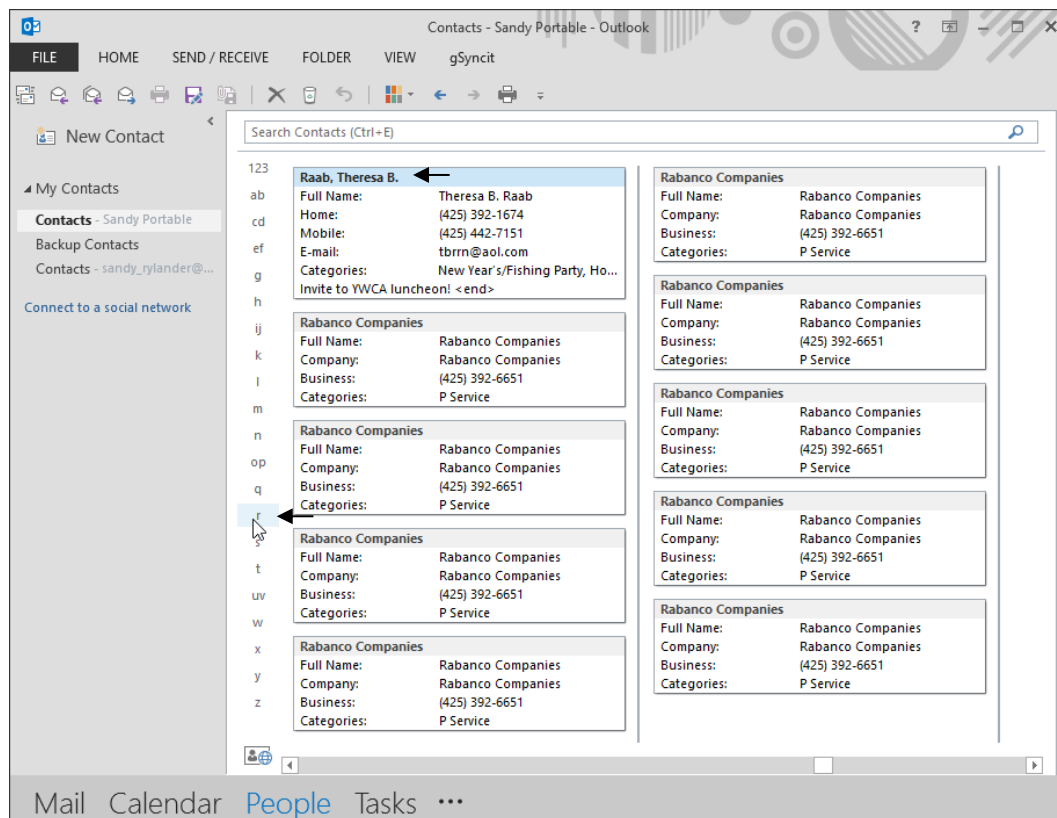 Contacts - Sandy Portable - Outlook
FILE HOME SEND / RECEIVE FOLDER VIEW gSyncit
New Contact
My Contacts
Contacts - Sandy Portable
Backup Contacts
Contacts - sandy_rylander@...
Connect to a social network
Search Contacts (Ctrl+E)
123
ab
cd
ef
g
h
ij
k
l
m
n
op
q
r
s
t
uv
w
x
y
z
Raab, Theresa B.
Full Name: Theresa B. Raab
Home: (425) 392-1674
Mobile: (425) 442-7151
E-mail: tbrrn@aol.com
Categories: New Year's/Fishing Party, Ho...
Invite to YWCA luncheon! <end>
Rabanco Companies
Full Name: Rabanco Companies
Company: Rabanco Companies
Business: (425) 392-6651
Categories: P Service
Rabanco Companies
Full Name: Rabanco Companies
Company: Rabanco Companies
Business: (425) 392-6651
Categories: P Service
Rabanco Companies
Full Name: Rabanco Companies
Company: Rabanco Companies
Business: (425) 392-6651
Categories: P Service
Rabanco Companies
Full Name: Rabanco Companies
Company: Rabanco Companies
Business: (425) 392-6651
Categories: P Service
Rabanco Companies
Full Name: Rabanco Companies
Company: Rabanco Companies
Business: (425) 392-6651
Categories: P Service
Rabanco Companies
Full Name: Rabanco Companies
Company: Rabanco Companies
Business: (425) 392-6651
Categories: P Service
Rabanco Companies
Full Name: Rabanco Companies
Company: Rabanco Companies
Business: (425) 392-6651
Categories: P Service
Rabanco Companies
Full Name: Rabanco Companies
Company: Rabanco Companies
Business: (425) 392-6651
Categories: P Service
Rabanco Companies
Full Name: Rabanco Companies
Company: Rabanco Companies
Business: (425) 392-6651
Categories: P Service
Mail Calendar People Tasks ...